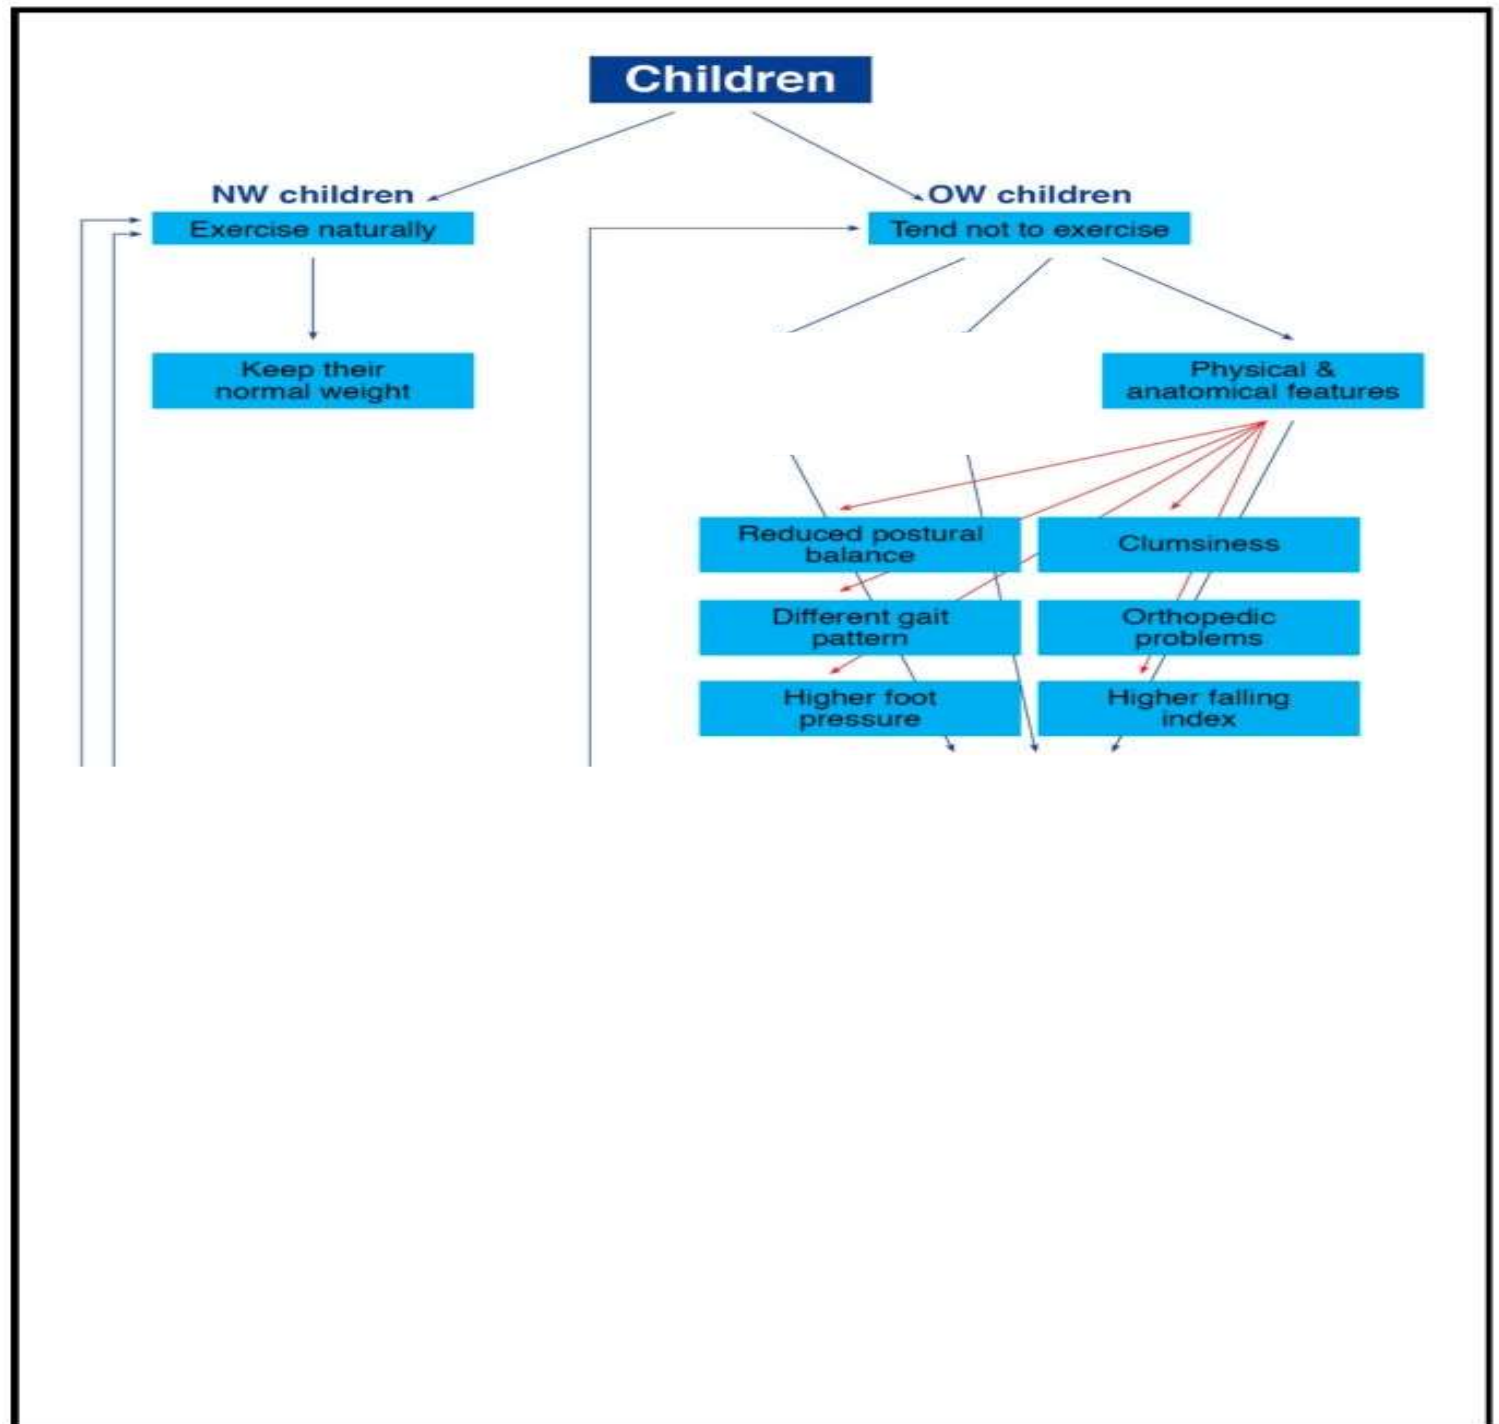 Children
NW children
OW children
Exercise naturally
Tend not to exercise
Keep their
normal weight
Physical &
anatomical features
Reduced postural
balance
Clumsiness
Different gait
pattern
Orthopedic
problems
Higher foot
pressure
Higher falling
index